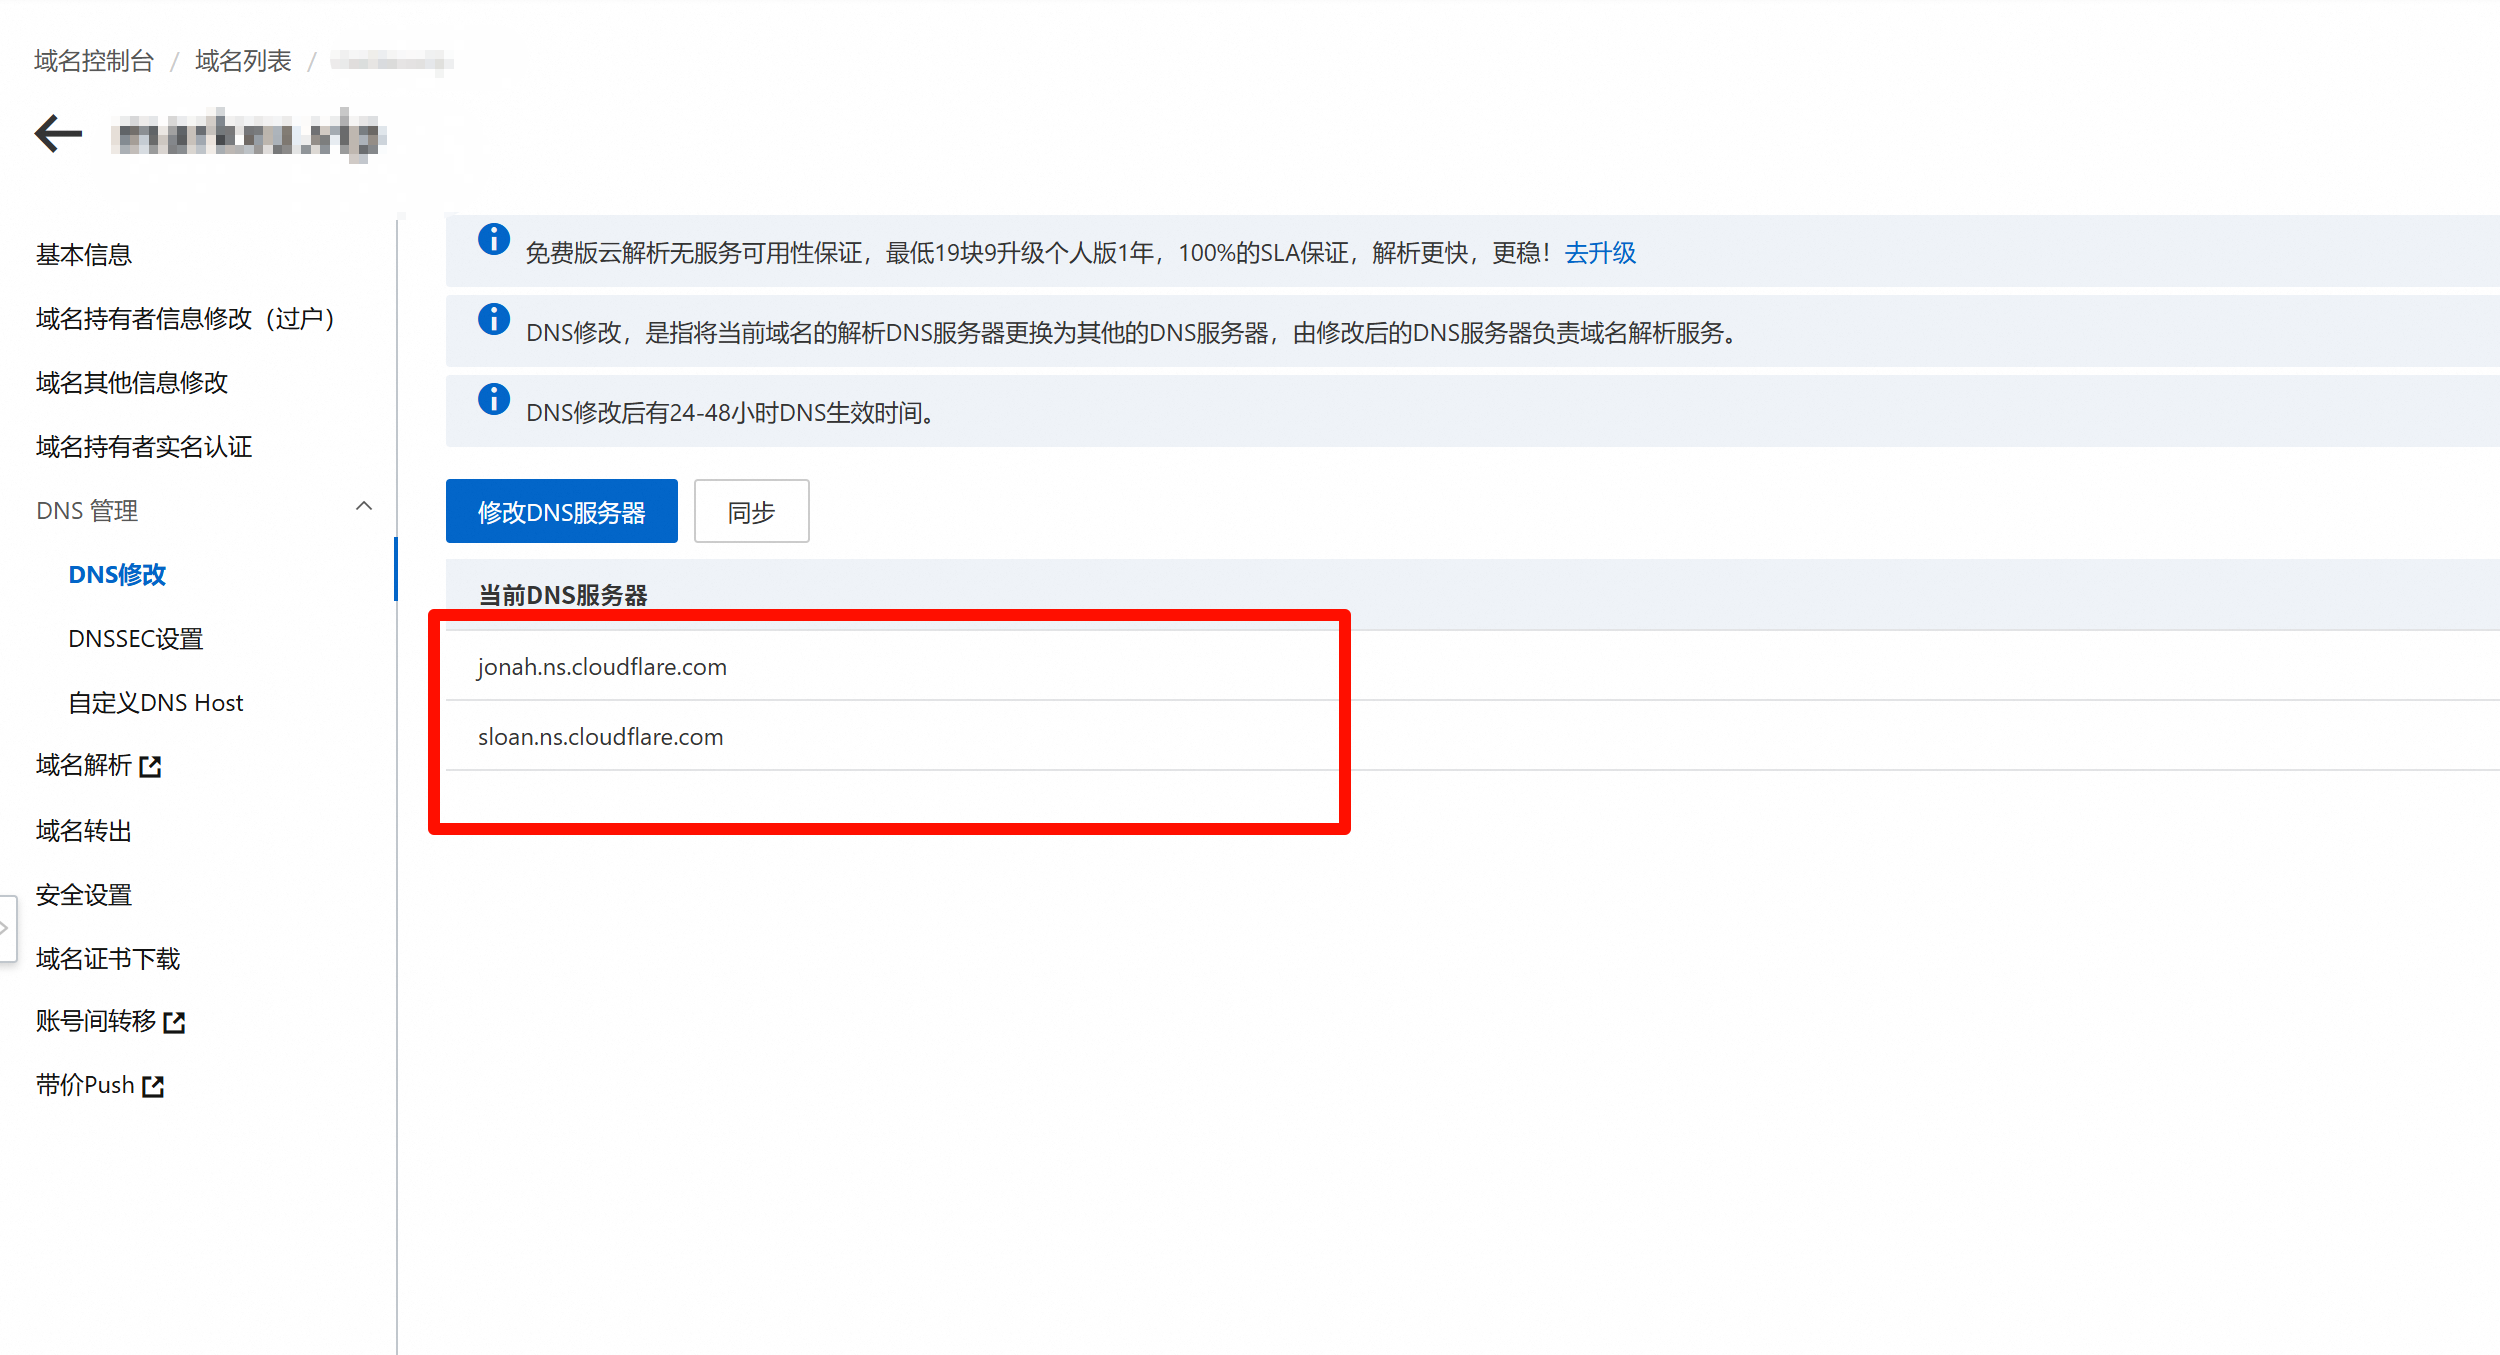 域名控制台 / 域名列表 /
基本信息
域名持有者信息修改（过户）
域名其他信息修改
域名持有者实名认证
DNS 管理
DNS修改
DNSSEC设置
自定义DNS Host
域名解析
域名转出
安全设置
域名证书下载
账号间转移
带价Push
免费版云解析无服务可用性保证，最低19块9升级个人版1年，100%的SLA保证，解析更快，更稳！去升级
DNS修改，是指将当前域名的解析DNS服务器更换为其他的DNS服务器，由修改后的DNS服务器负责域名解析服务。
DNS修改后有24-48小时DNS生效时间。
修改DNS服务器 同步
当前DNS服务器
jonah.ns.cloudflare.com
sloan.ns.cloudflare.com